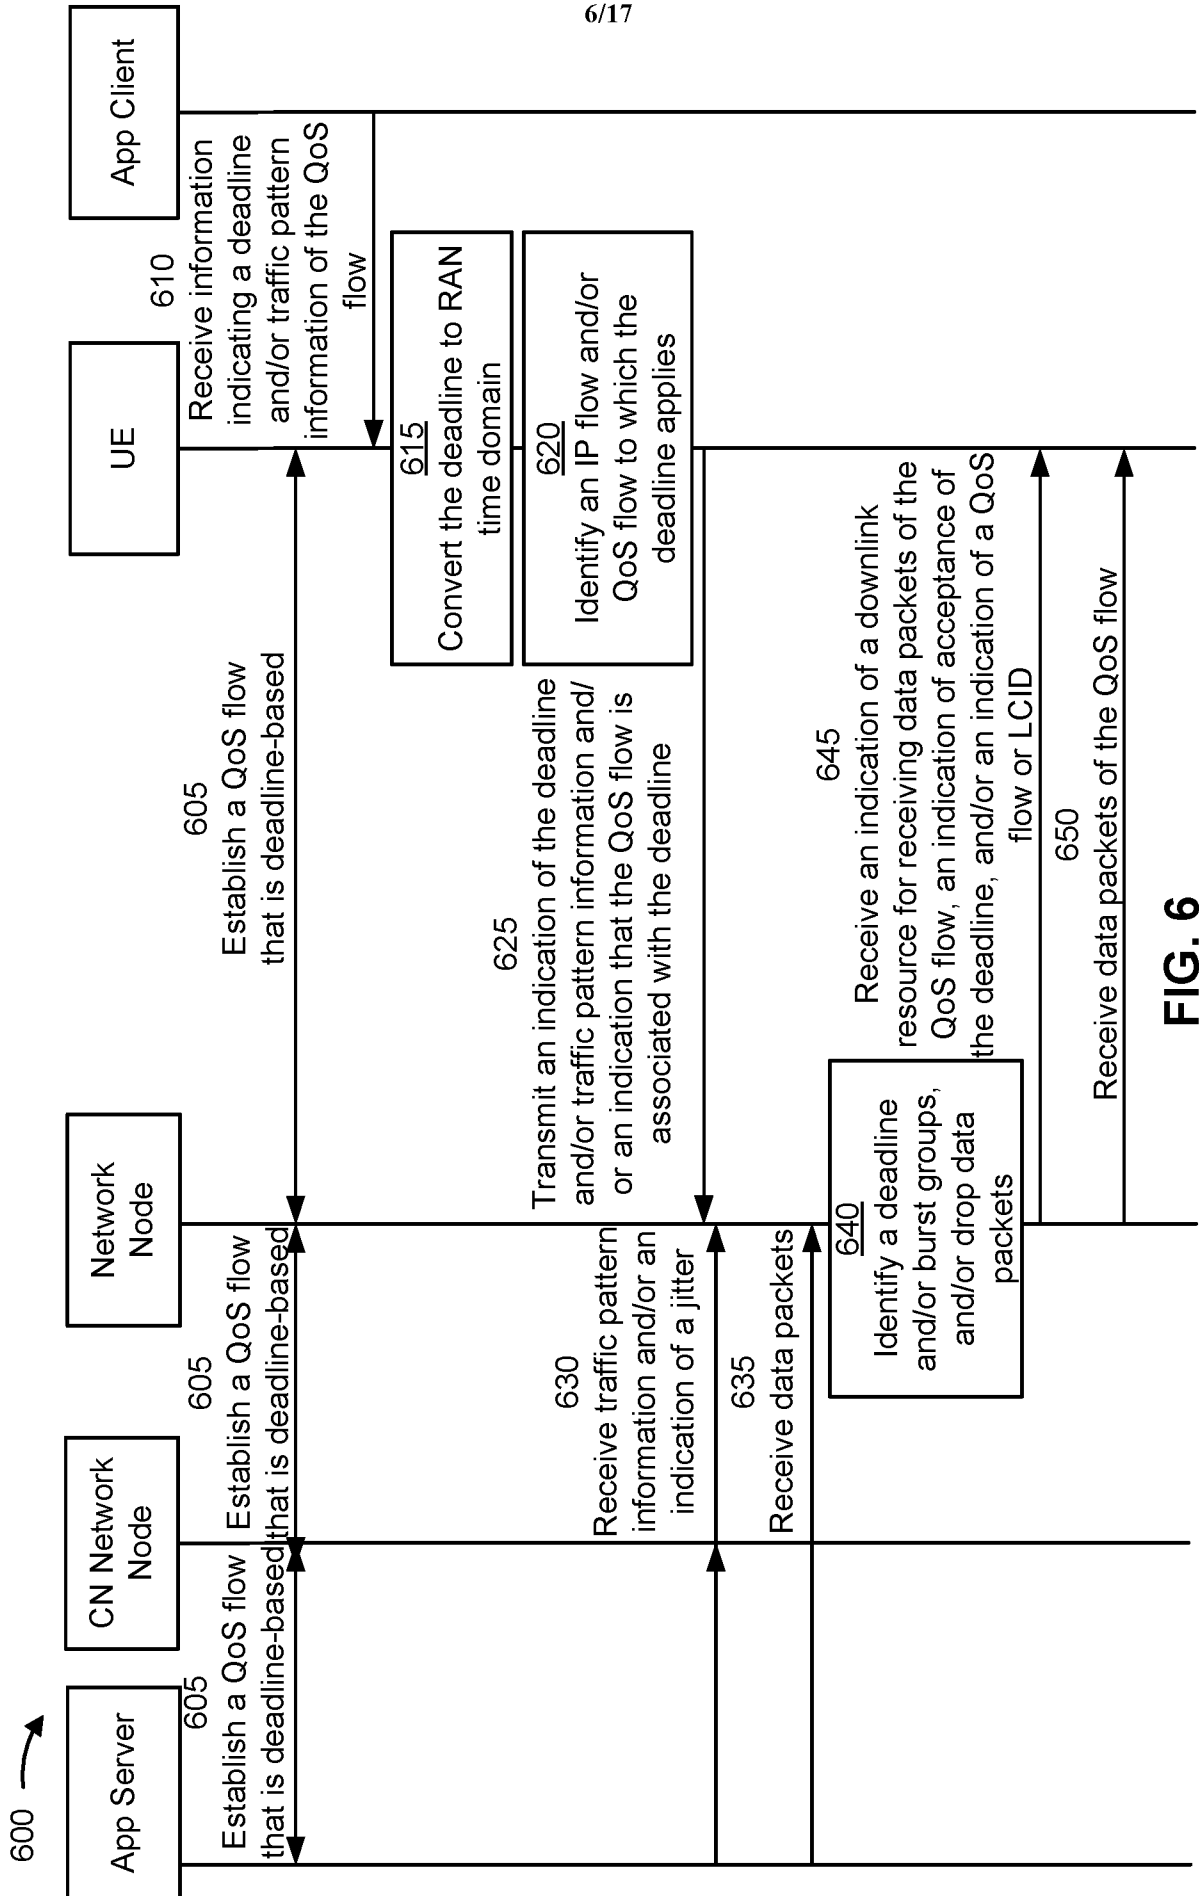 6/17
600
App Server
CN Network
Node
Network
Node
UE
App Client
605
Establish a QoS flow
that is deadline-based
605
Establish a QoS flow
that is deadline-based
605
Establish a QoS flow
that is deadline-based
610
Receive information
indicating a deadline
and/or traffic pattern
information of the QoS
flow
615
Convert the deadline to RAN
time domain
620
Identify an IP flow and/or
QoS flow to which the
deadline applies
625
Transmit an indication of the deadline
and/or traffic pattern information and/
or an indication that the QoS flow is
associated with the deadline
630
Receive traffic pattern
information and/or an
indication of a jitter
635
Receive data packets
640
Identify a deadline
and/or burst groups,
and/or drop data
packets
645
Receive an indication of a downlink
resource for receiving data packets of the
QoS flow, an indication of acceptance of
the deadline, and/or an indication of a QoS
flow or LCID
650
Receive data packets of the QoS flow
FIG. 6